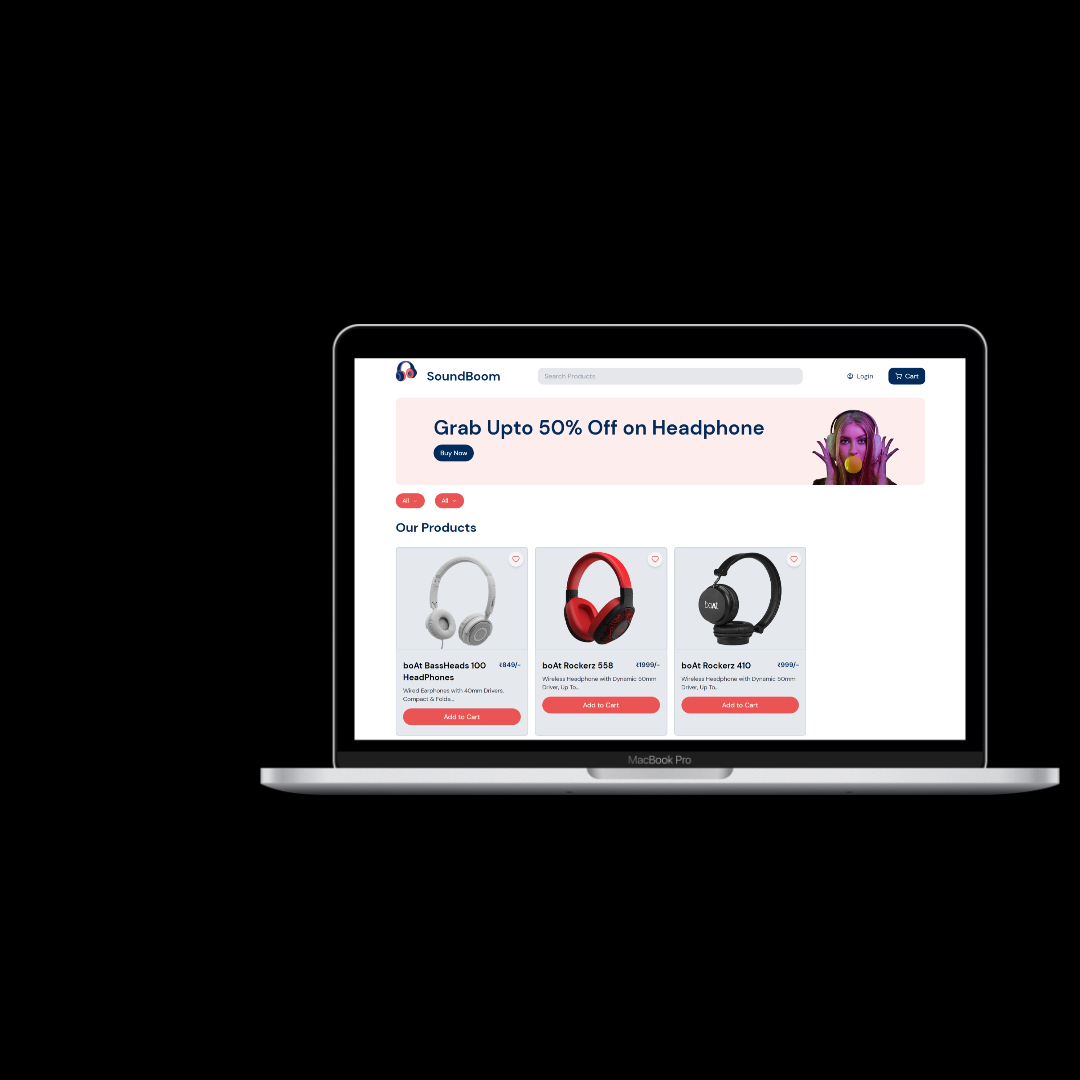 SoundBoom
Search Products
Login
Cart
Grab Upto 50% Off on Headphone
Buy Now
All
All
Our Products
boAt BassHeads 100
HeadPhones
₹849/-
Wired Earphones with 40mm Drivers,
Compact & Folda...
Add to Cart
boAt Rockerz 558
₹1999/-
Wireless Headphone with Dynamic 50mm
Driver, Up To...
Add to Cart
boAt
boAt Rockerz 410
₹999/-
Wireless Headphone with Dynamic 50mm
Driver, Up To...
Add to Cart
MacBook Pro